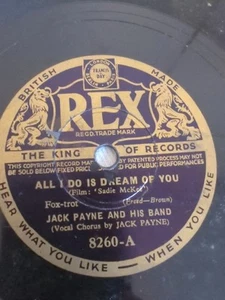 BRITISH MADE
REX
REGD. TRADE MARK
THE KING OF RECORDS
THIS COPYRIGHT RECORD MADE BY PATENTED PROCESS MAY NOT
BE SOLD BELOW FIXED PRICE FOR PUBLIC PERFORMANCES
ALL I DO IS DREAM OF YOU
(Film: "Sadie McKee")
Fox-trot (Freed—Brown)
JACK PAYNE AND HIS BAND
(Vocal Chorus by JACK PAYNE)
8260-A
HEAR WHAT YOU LIKE — WHEN YOU LIKE